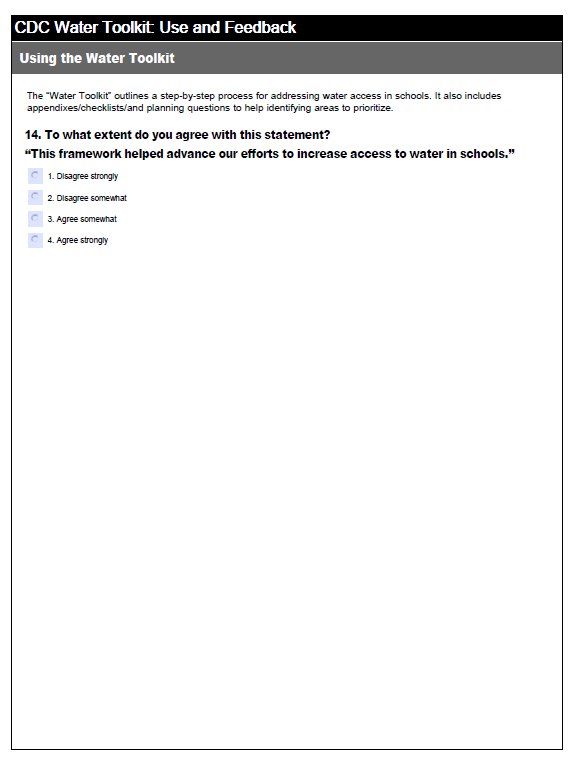 CDC Water Toolkit: Use and Feedback
Using the Water Toolkit
The "Water Toolkit" outlines a step-by-step process for addressing water access in schools. It also includes
appendixes/checklists/and planning questions to help identifying areas to prioritize.
14. To what extent do you agree with this statement?
“This framework helped advance our efforts to increase access to water in schools.”
1. Disagree strongly
2. Disagree somewhat
3. Agree somewhat
4. Agree strongly